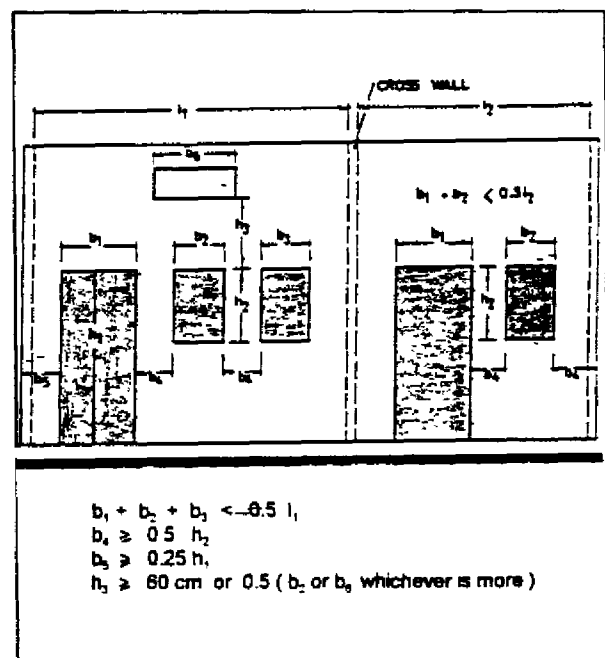 CROSS WALL
l₁
l₂
b₆
b₁ + b₂ < 0.5 l₂
b₁
b₂
b₃
h₃
b₁
b₂
h₂
h₂
b₅
b₄
b₄
b₄
b₄
b₁ + b₂ + b₃ < 0.5 l₁
b₄ ⩾ 0.5 h₂
b₅ ⩾ 0.25 h₁
h₃ ⩾ 60 cm or 0.5 ( b₂ or b₆ whichever is more )